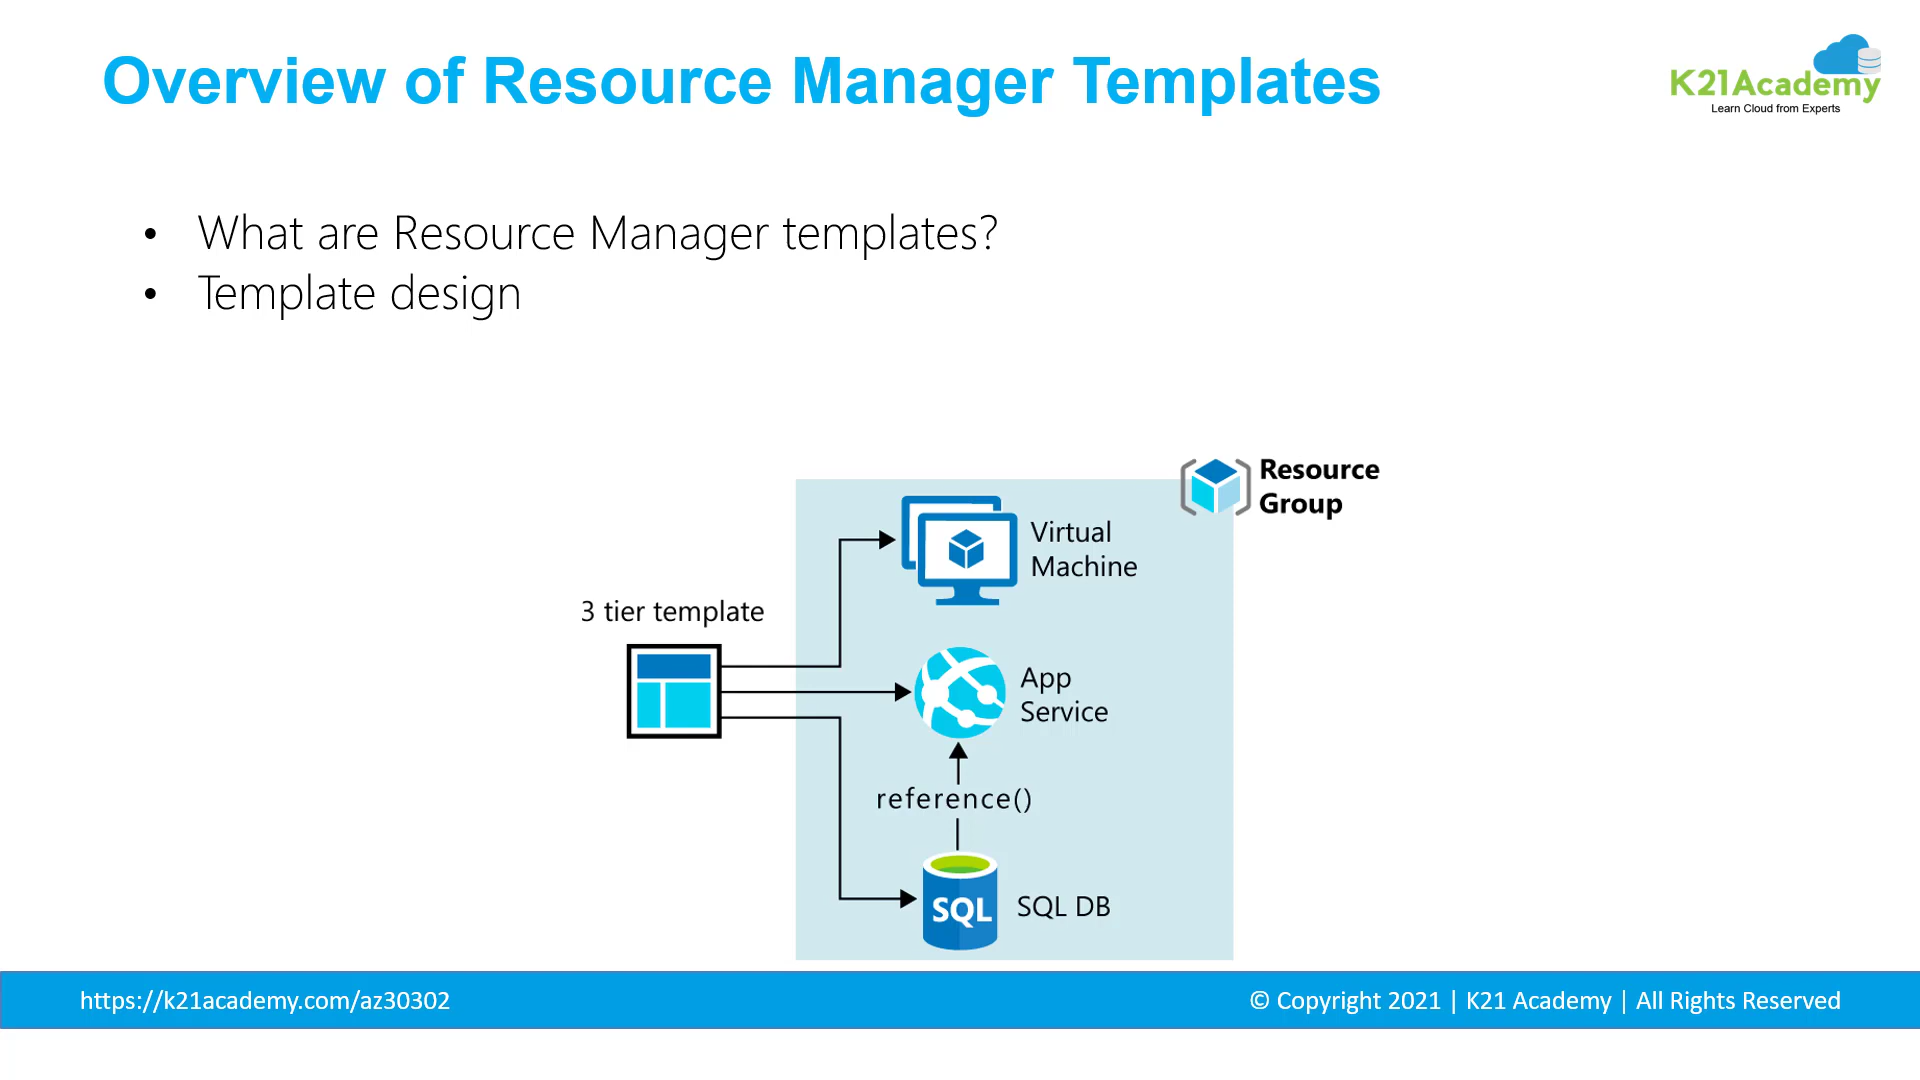 Overview of Resource Manager Templates
K21Academy
Learn Cloud from Experts
• What are Resource Manager templates?
• Template design
Resource
Group
Virtual
Machine
3 tier template
App
Service
reference()
SQL
SQL DB
https://k21academy.com/az30302
© Copyright 2021 | K21 Academy | All Rights Reserved